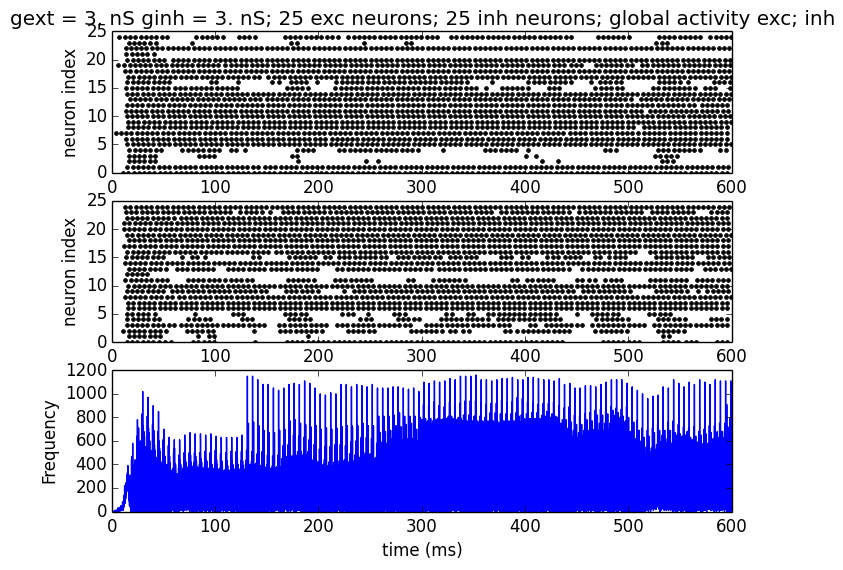 gext = 3. nS ginh = 3. nS; 25 exc neurons; 25 inh neurons; global activity exc; inh
25
20
15
10
5
0
neuron index
0 100 200 300 400 500 600
25
20
15
10
5
0
neuron index
0 100 200 300 400 500 600
1200
1000
800
600
400
200
0
Frequency
0 100 200 300 400 500 600
time (ms)